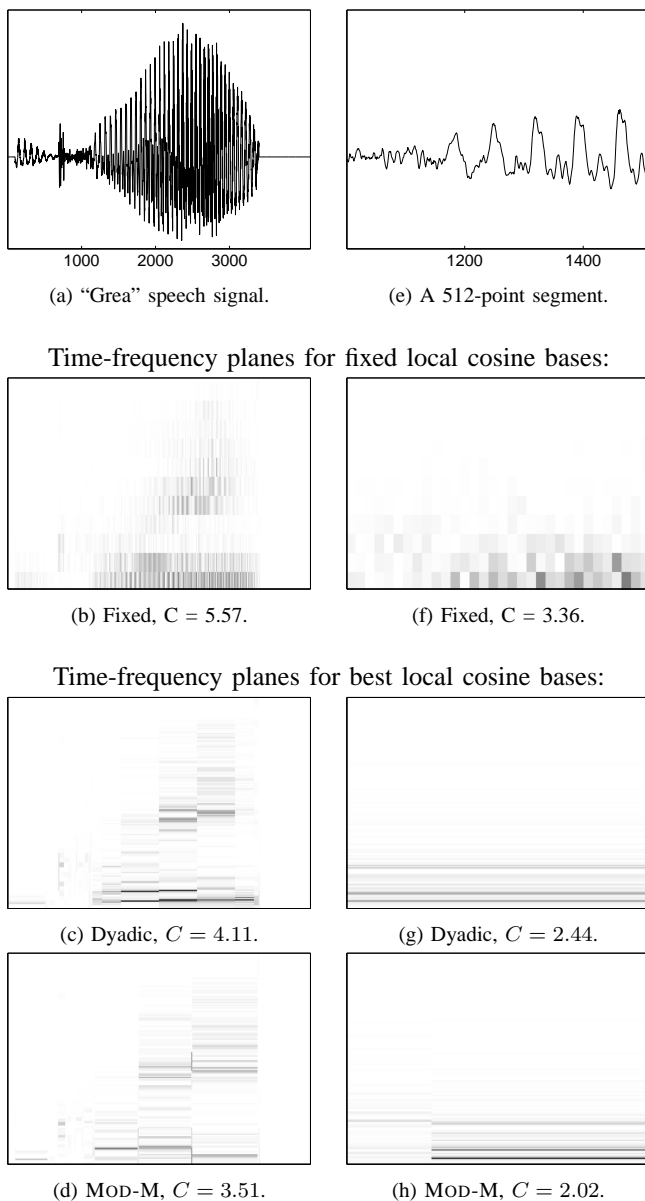 1000 2000 3000
1200 1400
(a) “Grea” speech signal.
(e) A 512-point segment.
Time-frequency planes for fixed local cosine bases:
(b) Fixed, C = 5.57.
(f) Fixed, C = 3.36.
Time-frequency planes for best local cosine bases:
(c) Dyadic, C = 4.11.
(g) Dyadic, C = 2.44.
(d) MOD-M, C = 3.51.
(h) MOD-M, C = 2.02.